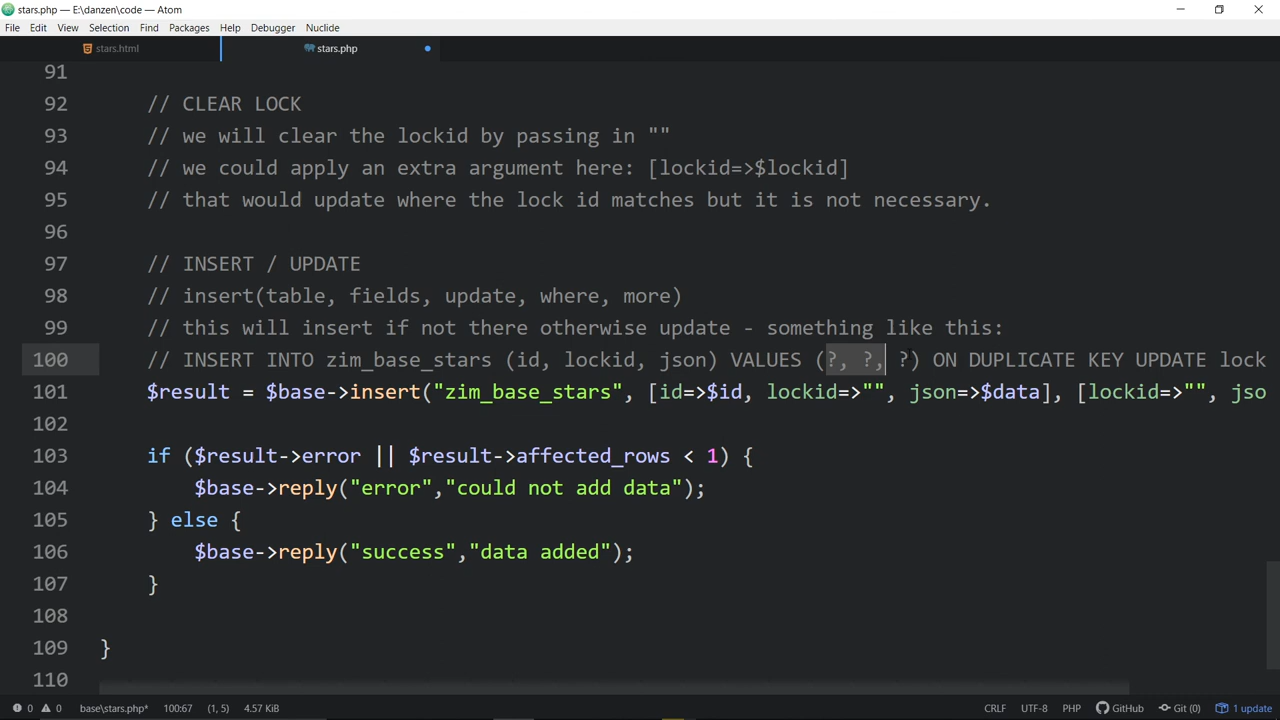 stars.php — E:\danzen\code — Atom
File Edit View Selection Find Packages Help Debugger Nuclide
stars.html stars.php
91
92 // CLEAR LOCK
93 // we will clear the lockid by passing in ""
94 // we could apply an extra argument here: [lockid=>$lockid]
95 // that would update where the lock id matches but it is not necessary.
96
97 // INSERT / UPDATE
98 // insert(table, fields, update, where, more)
99 // this will insert if not there otherwise update - something like this:
100 // INSERT INTO zim_base_stars (id, lockid, json) VALUES (?, ?, ?) ON DUPLICATE KEY UPDATE lock
101 $result = $base->insert("zim_base_stars", [id=>$id, lockid=>"", json=>$data], [lockid=>"", jso
102
103 if ($result->error || $result->affected_rows < 1) {
104 $base->reply("error","could not add data");
105 } else {
106 $base->reply("success","data added");
107 }
108
109 }
110
0 0 base\stars.php* 100:67 (1, 5) 4.57 KiB CRLF UTF-8 PHP GitHub Git (0) 1 update